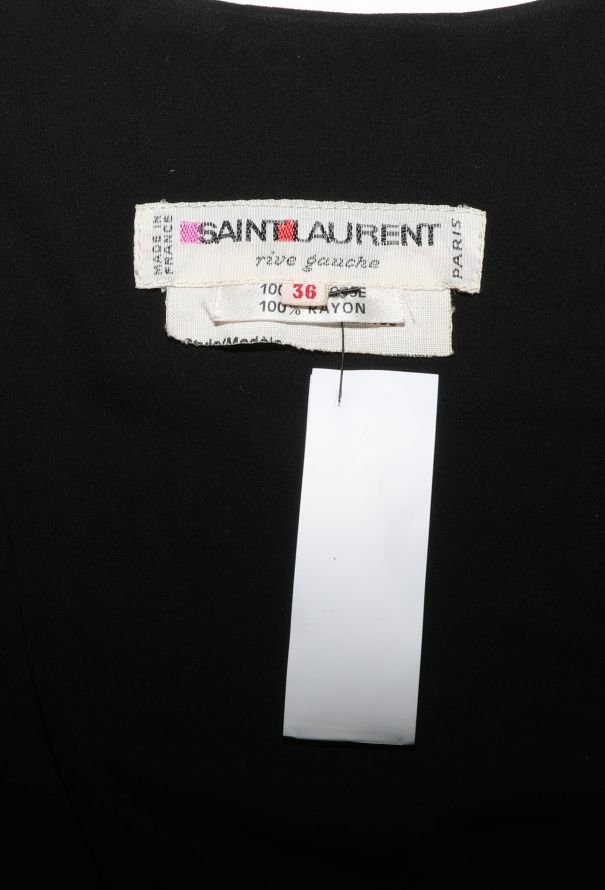 MADE IN
FRANCE
SAINT LAURENT
rive gauche
PARIS
36
100% RAYON